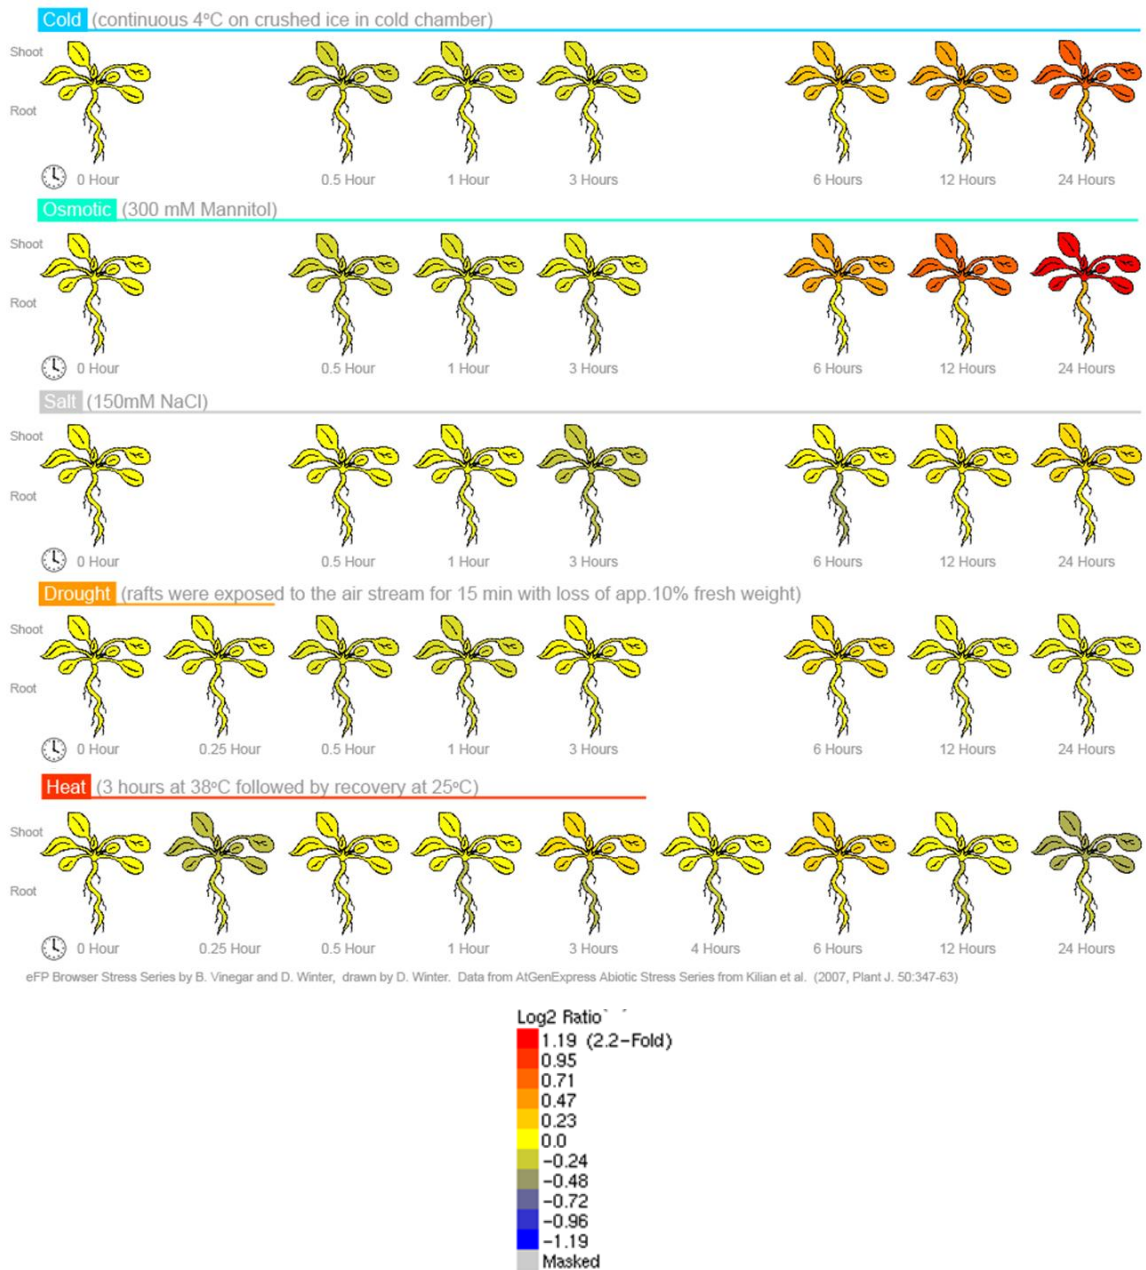 Cold (continuous 4°C on crushed ice in cold chamber)
Shoot
Root
0 Hour 0.5 Hour 1 Hour 3 Hours 6 Hours 12 Hours 24 Hours
Osmotic (300 mM Mannitol)
Shoot
Root
0 Hour 0.5 Hour 1 Hour 3 Hours 6 Hours 12 Hours 24 Hours
Salt (150mM NaCl)
Shoot
Root
0 Hour 0.5 Hour 1 Hour 3 Hours 6 Hours 12 Hours 24 Hours
Drought (rafts were exposed to the air stream for 15 min with loss of app.10% fresh weight)
Shoot
Root
0 Hour 0.25 Hour 0.5 Hour 1 Hour 3 Hours 6 Hours 12 Hours 24 Hours
Heat (3 hours at 38°C followed by recovery at 25°C)
Shoot
Root
0 Hour 0.25 Hour 0.5 Hour 1 Hour 3 Hours 4 Hours 6 Hours 12 Hours 24 Hours
eFP Browser Stress Series by B. Vinegar and D. Winter, drawn by D. Winter. Data from AtGenExpress Abiotic Stress Series from Kilian et al. (2007, Plant J. 50:347-63)
Log2 Ratio
1.19 (2.2-Fold)
0.95
0.71
0.47
0.23
0.0
-0.24
-0.48
-0.72
-0.96
-1.19
Masked